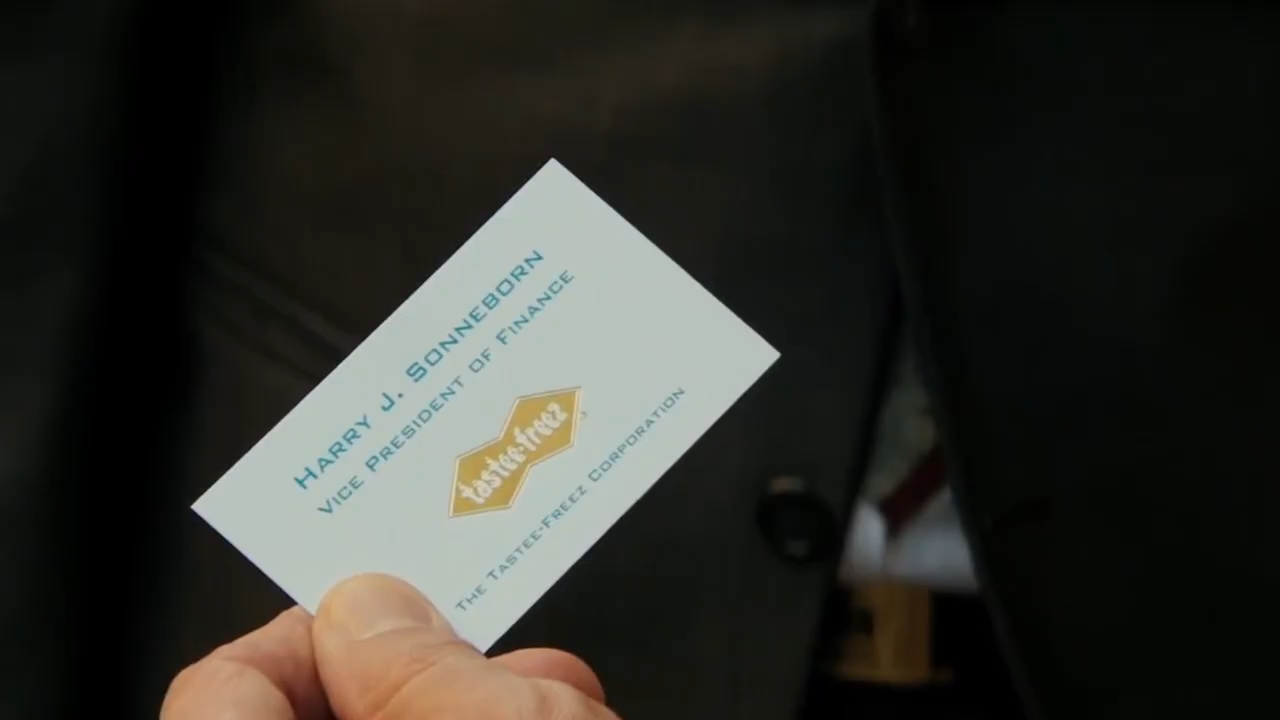 HARRY J. SONNEBORN
VICE PRESIDENT OF FINANCE
tastee-freez
THE TASTEE-FREEZ CORPORATION